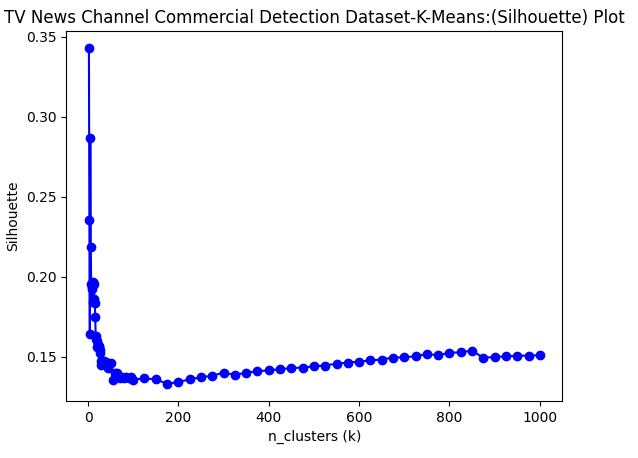 TV News Channel Commercial Detection Dataset-K-Means:(Silhouette) Plot
0.35
0.30
0.25
0.20
0.15
Silhouette
0 200 400 600 800 1000
n_clusters (k)